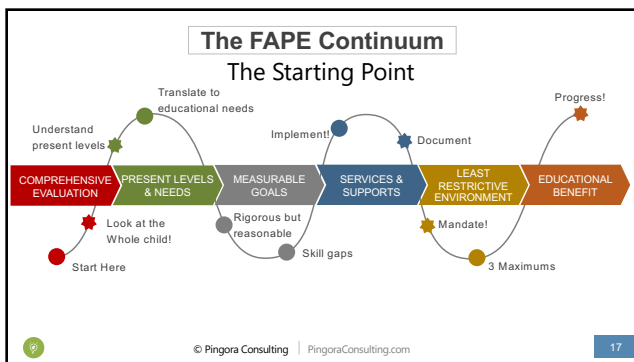 The FAPE Continuum
The Starting Point
Translate to
educational needs
Progress!
Understand
present levels
Implement!
Document
COMPREHENSIVE
EVALUATION
PRESENT LEVELS
& NEEDS
MEASURABLE
GOALS
SERVICES &
SUPPORTS
LEAST
RESTRICTIVE
ENVIRONMENT
EDUCATIONAL
BENEFIT
Look at the
Whole child!
Rigorous but
reasonable
Mandate!
Start Here
Skill gaps
3 Maximums
© Pingora Consulting | PingoraConsulting.com
17